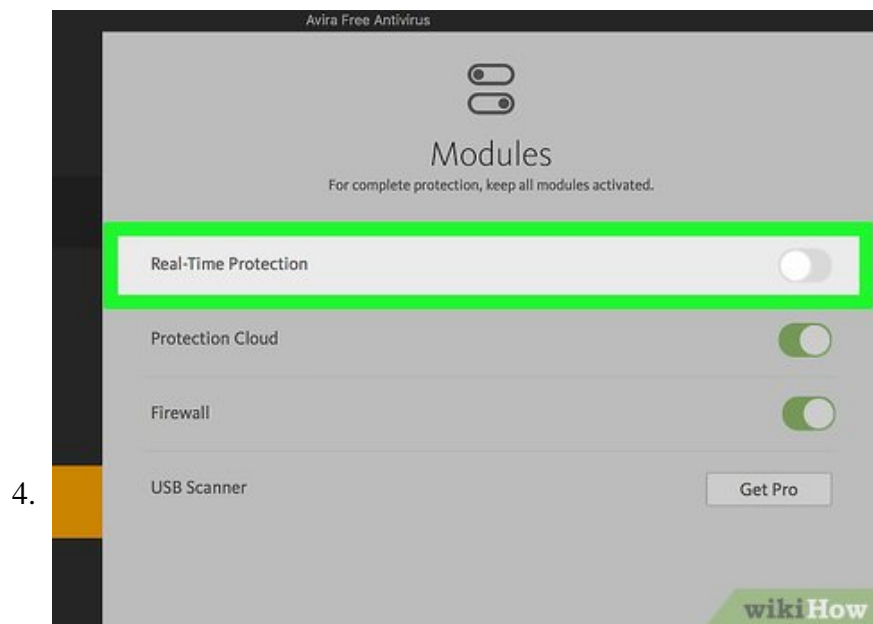 Avira Free Antivirus
Modules
For complete protection, keep all modules activated.
Real-Time Protection
Protection Cloud
Firewall
USB Scanner
Get Pro
4.
wikiHow